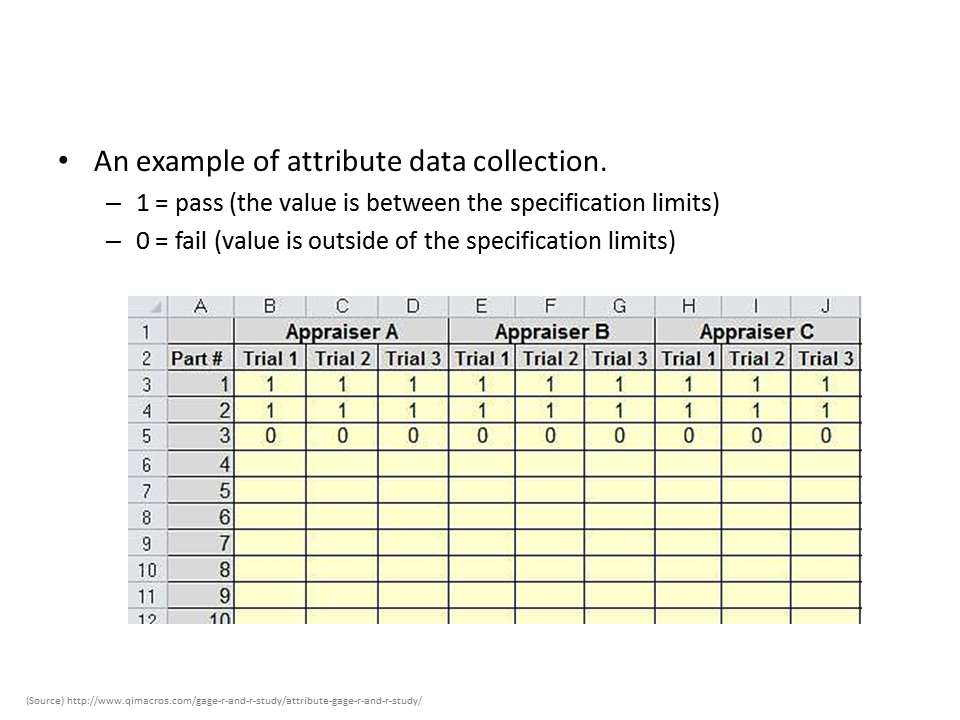 • An example of attribute data collection.
– 1 = pass (the value is between the specification limits)
– 0 = fail (value is outside of the specification limits)
A B C D E F G H I J
1 Appraiser A Appraiser B Appraiser C
2 Part # Trial 1 Trial 2 Trial 3 Trial 1 Trial 2 Trial 3 Trial 1 Trial 2 Trial 3
3 1 1 1 1 1 1 1 1 1 1
4 2 1 1 1 1 1 1 1 1 1
5 3 0 0 0 0 0 0 0 0 0
6 4
7 5
8 6
9 7
10 8
11 9
12 10
(Source) http://www.qimacros.com/gage-r-and-r-study/attribute-gage-r-and-r-study/